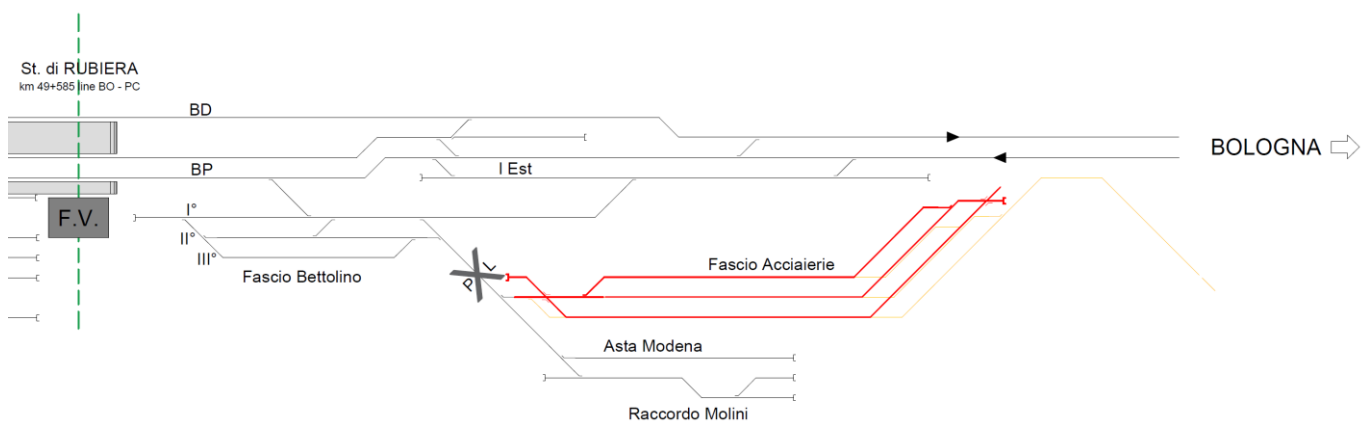 St. di RUBIERA
km 49+585 line BO - PC
BD
BP
I Est
BOLOGNA
F.V.
I°
II°
III°
Fascio Bettolino
P L
Fascio Acciaierie
Asta Modena
Raccordo Molini